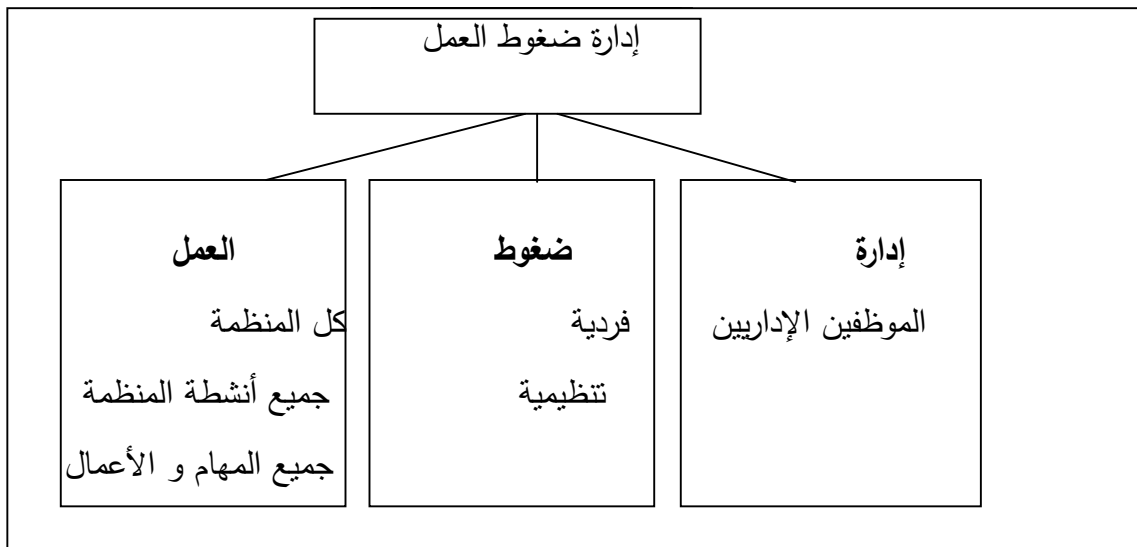 إدارة ضغوط العمل
إدارة
الموظفين الإداريين
ضغوط
فردية
تنظيمية
العمل
كل المنظمة
جميع أنشطة المنظمة
جميع المهام و الأعمال